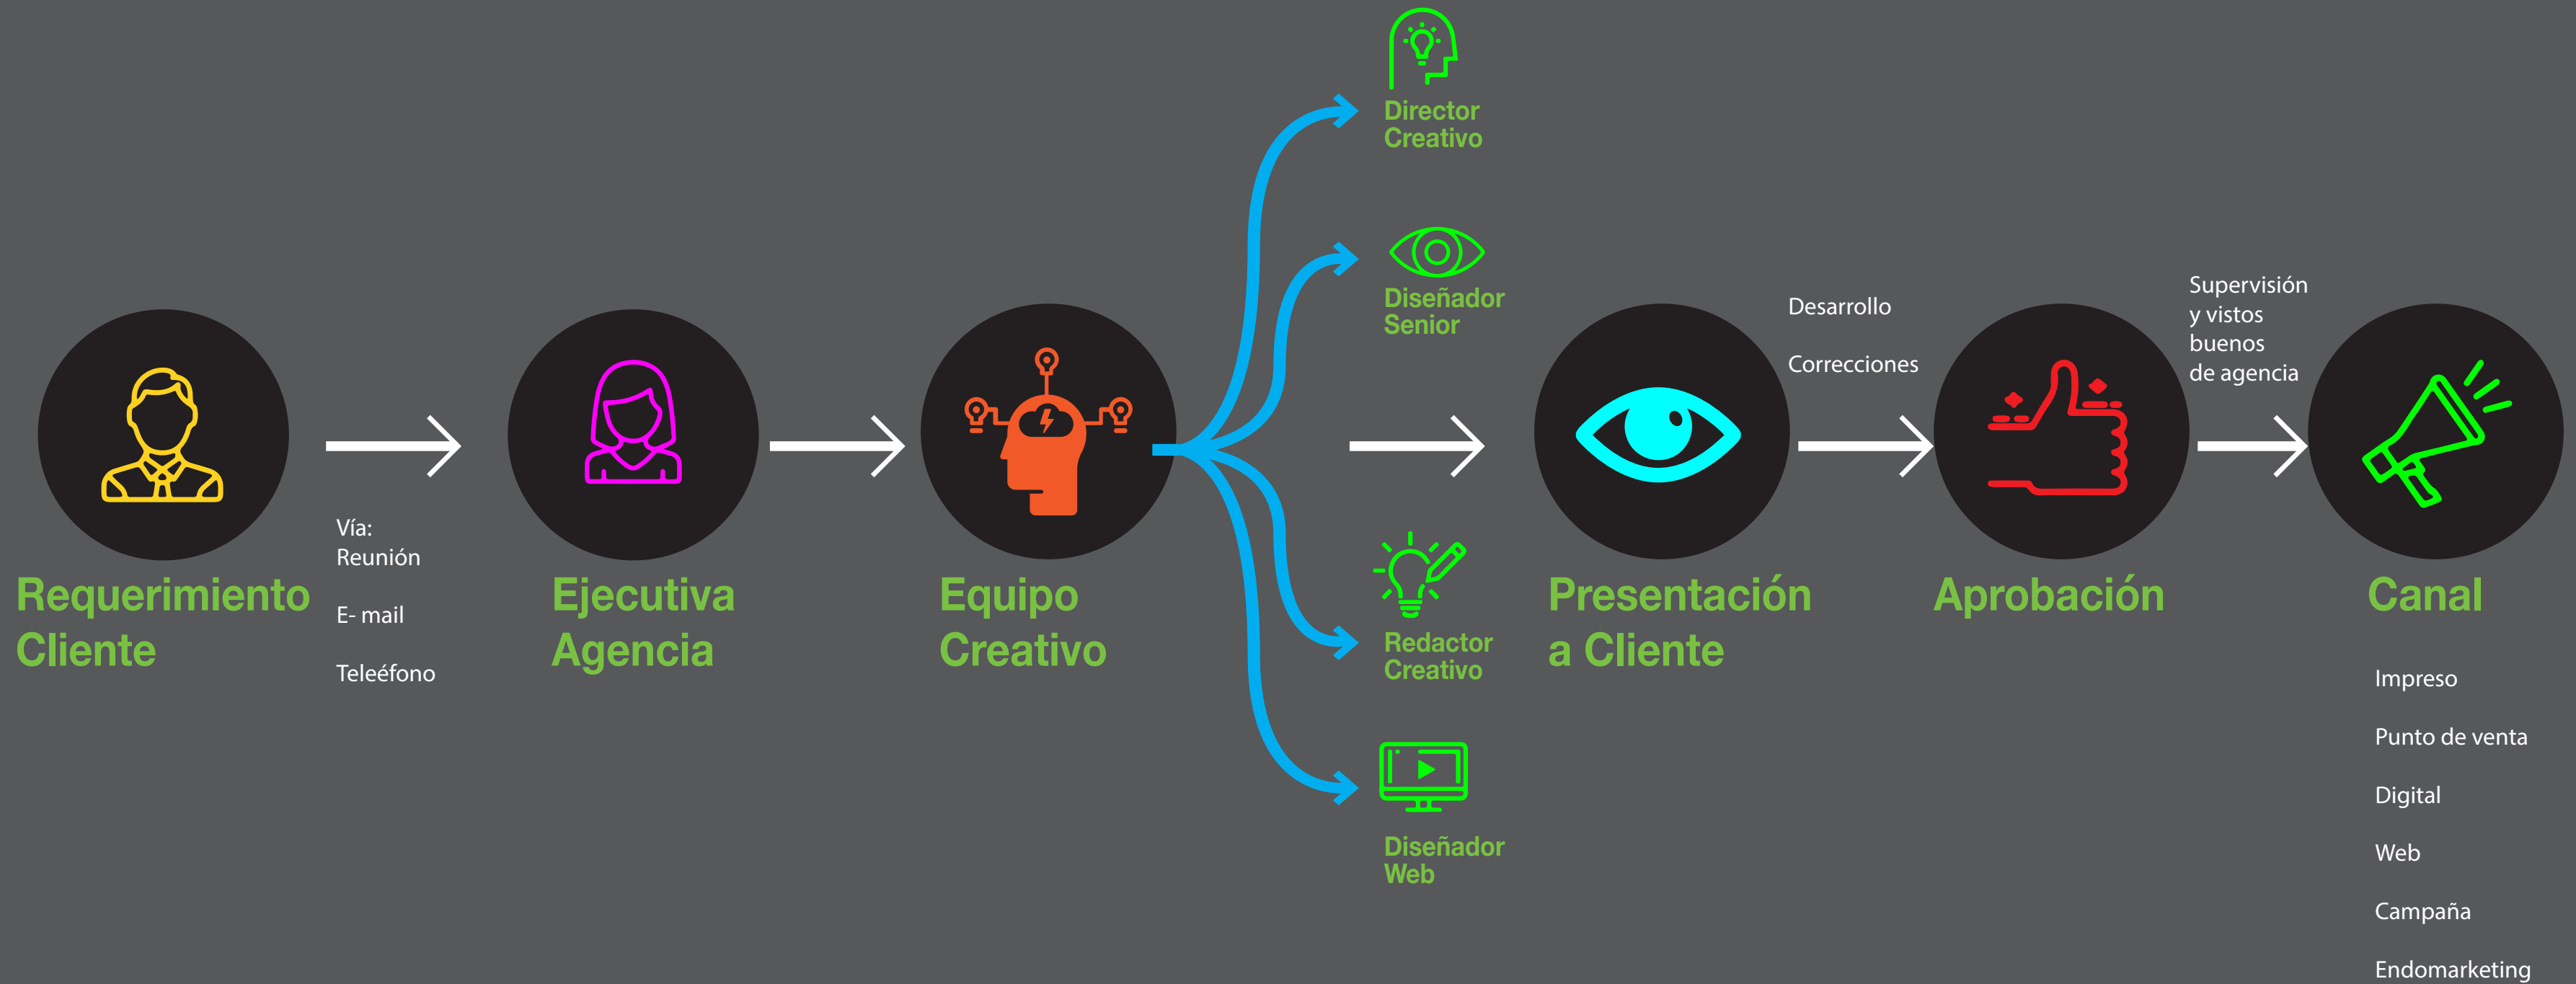 Requerimiento
Cliente
Vía:
Reunión
E- mail
Teleéfono
Ejecutiva
Agencia
Equipo
Creativo
Director
Creativo
Diseñador
Senior
Redactor
Creativo
Diseñador
Web
Presentación
a Cliente
Desarrollo
Correcciones
Aprobación
Supervisión
y vistos
buenos
de agencia
Canal
Impreso
Punto de venta
Digital
Web
Campaña
Endomarketing